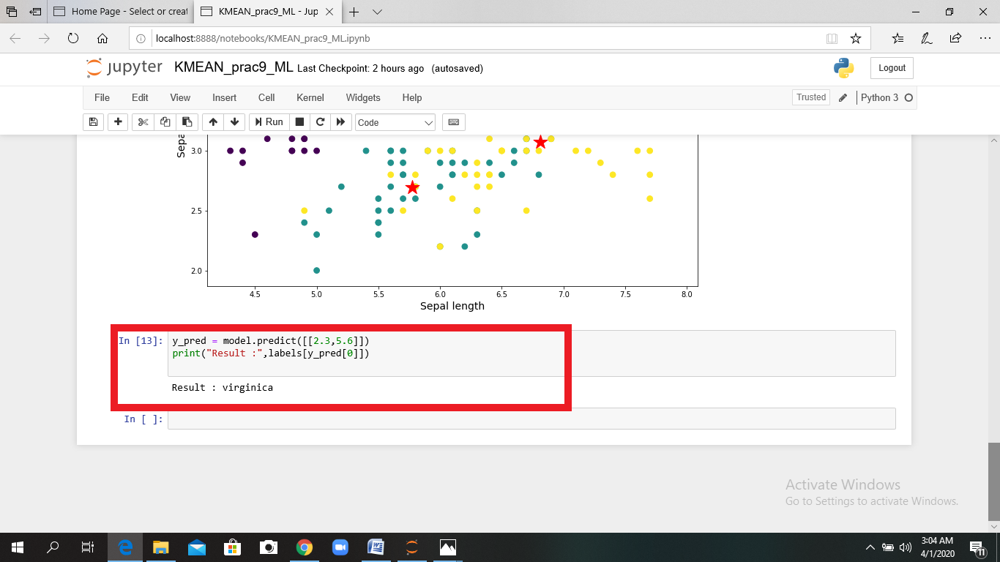 Home Page - Select or creat
KMEAN_prac9_ML - Jup
localhost:8888/notebooks/KMEAN_prac9_ML.ipynb
jupyter KMEAN_prac9_ML Last Checkpoint: 2 hours ago (autosaved)
Logout
File Edit View Insert Cell Kernel Widgets Help
Trusted
Python 3
Run
Code
Sepa
3.0
2.5
2.0
4.5 5.0 5.5 6.0 6.5 7.0 7.5 8.0
Sepal length
In [13]: y_pred = model.predict([[2.3,5.6]])
print("Result :",labels[y_pred[0]])
Result : virginica
In [ ]:
Activate Windows
Go to Settings to activate Windows.
3:04 AM
4/1/2020
11